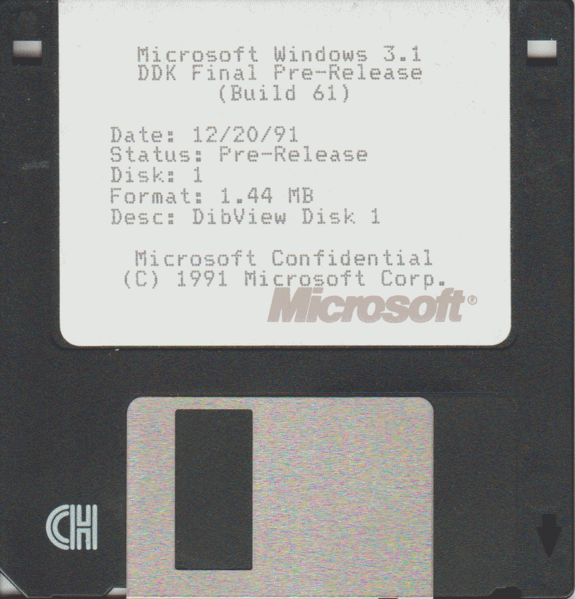 Microsoft Windows 3.1
DDK Final Pre-Release
(Build 61)
Date: 12/20/91
Status: Pre-Release
Disk: 1
Format: 1.44 MB
Desc: DibView Disk 1
Microsoft Confidential
(C) 1991 Microsoft Corp.
Microsoft®
CH